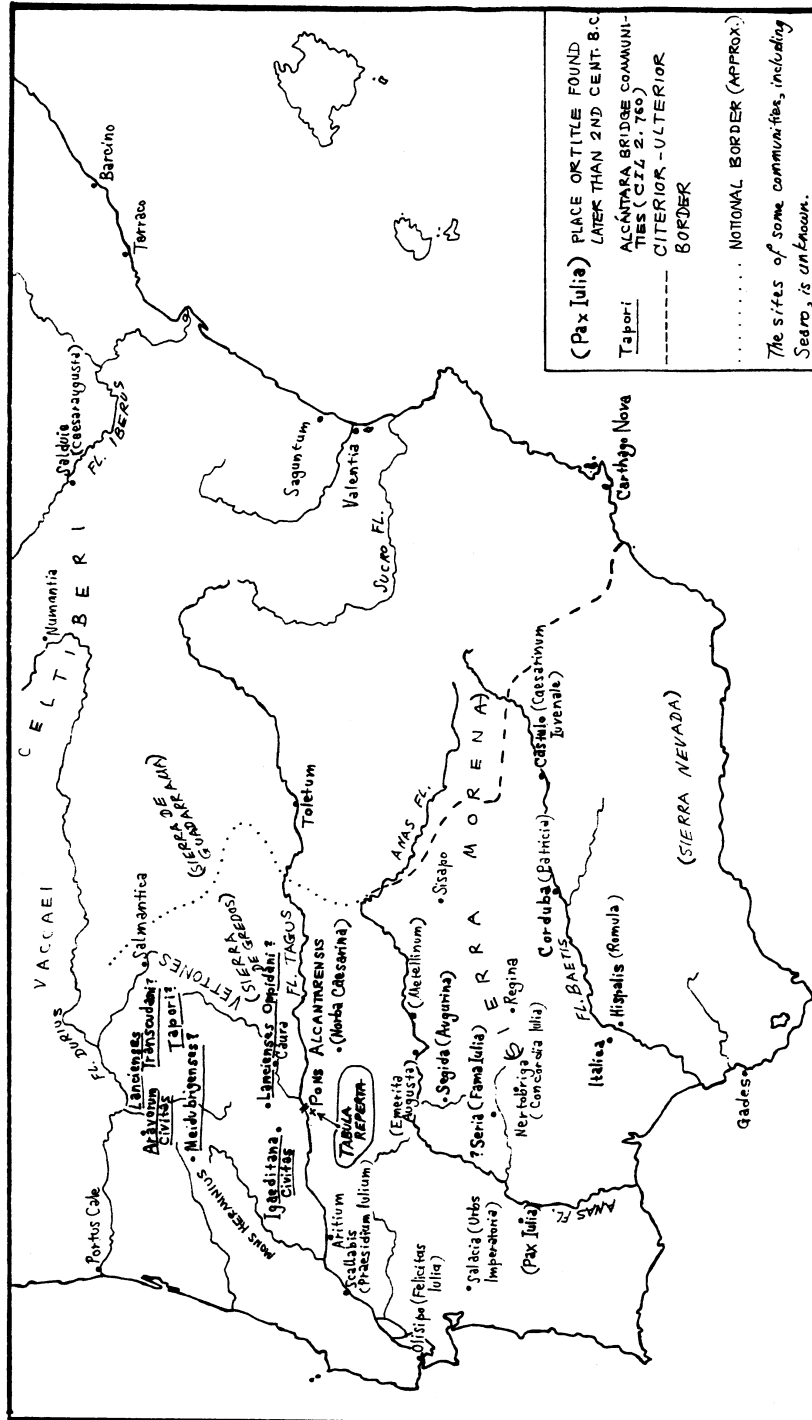 Barcino
Tarraco
Salduia
(Caesaraugusta)
FL. IBERUS
CELTIBERI
Numantia
Saguntum
Valentia
SUCRO FL.
Carthago Nova
VACCAEI
FL. DURIUS
Salmantica
VETTONES
(SIERRA DE
GUADARRAMA)
(SIERRA
DE GREDOS)
Toletum
FL. TAGUS
Portus Cale
Lancienses
Transcudani?
Aravorum
Civitas
Tapori?
Meidubrigenses?
MONS HERMINIUS
Lancienses Oppidani?
Caura
Igaeditana
Civitas
PONS ALCANTARENSIS
(Norba Caesarina)
TABULA
REPERTA
Aritium
Scallabis
(Praesidium Iulium)
Olisipo (Felicitas
Iulia)
(Emerita
Augusta)
(Metellinum)
Segida (Augurina)
ANAS FL.
Sisapo
SIERRA MORENA)
?Seria (Fama Iulia)
Nertobriga
(Concordia Iulia)
Regina
Salacia (Urbs
Imperatoria)
(Pax Iulia)
ANAS FL.
Castulo (Caesarinum
Iuvenale)
Corduba (Patricia)
FL. BAETIS
Italica
Hispalis (Romula)
(SIERRA NEVADA)
Gades
(Pax Iulia) PLACE OR TITLE FOUND
LATER THAN 2ND CENT. B.C.
Tapori ALCÁNTARA BRIDGE COMMUNI-
TIES (CIL 2.760)
CITERIOR-ULTERIOR
BORDER
NOTIONAL BORDER (APPROX.)
The sites of some communities, including
Seano, is unknown.